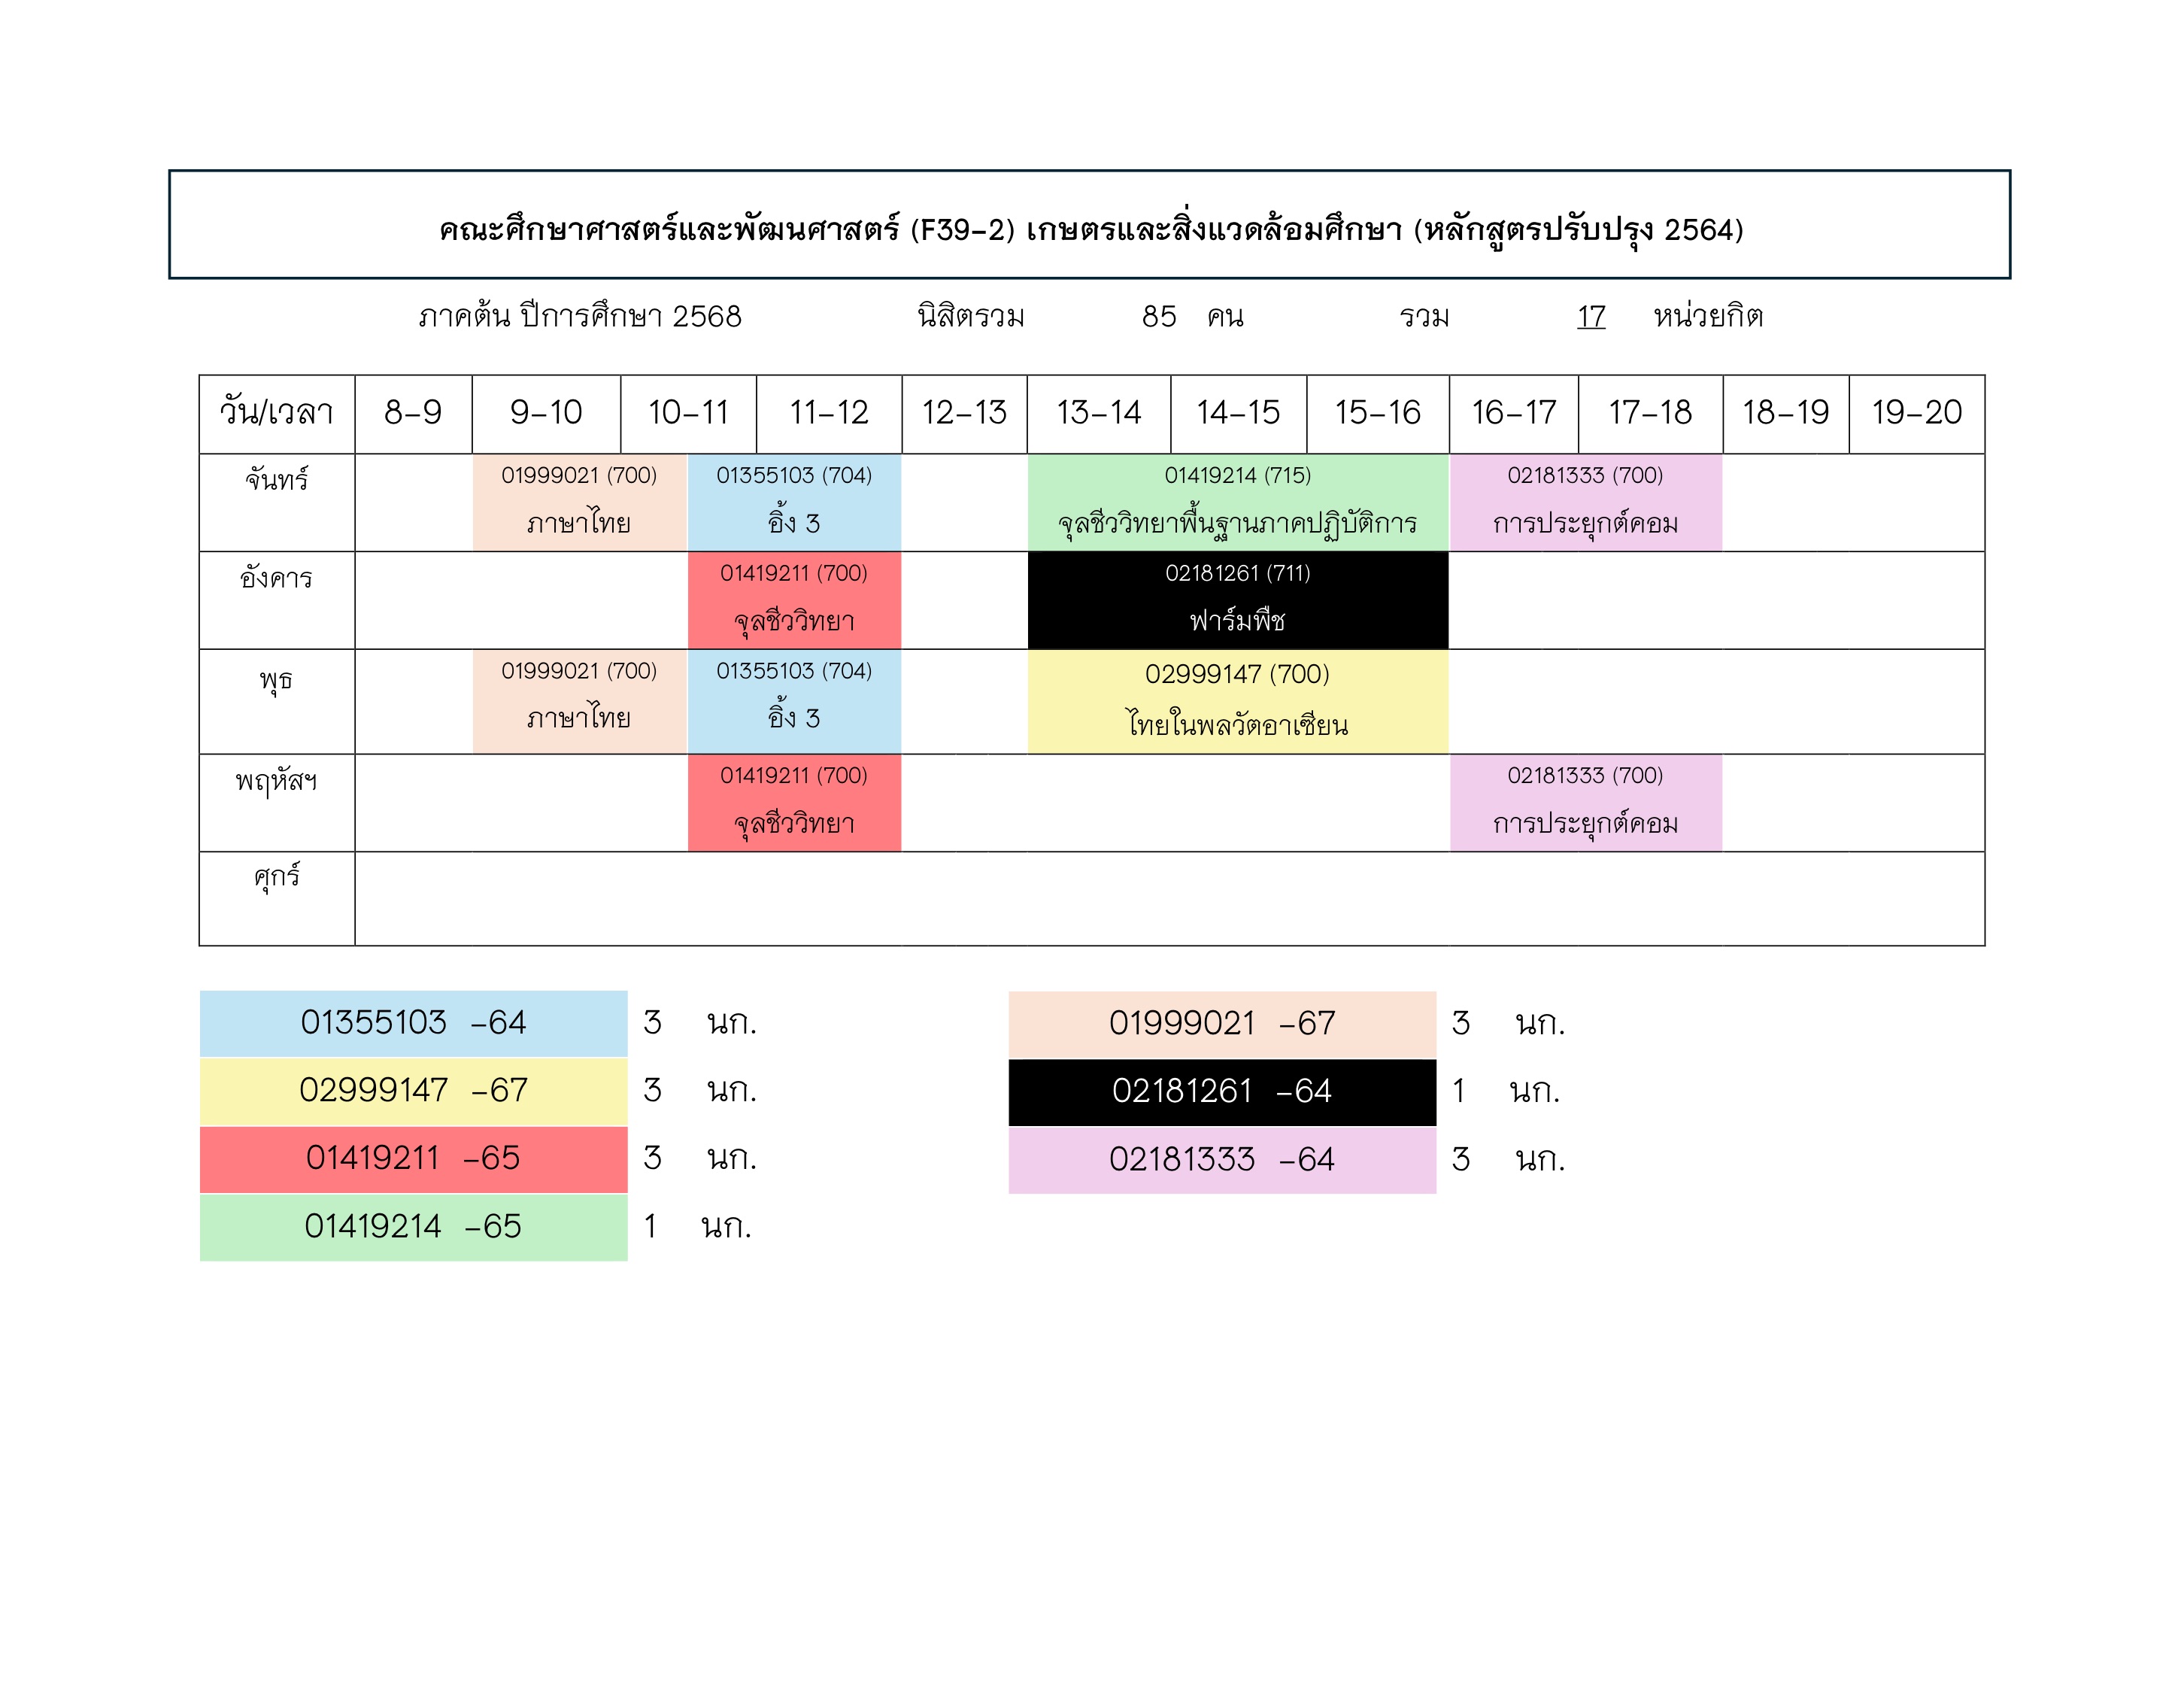 คณะศึกษาศาสตร์และพัฒนศาสตร์ (F39-2) เกษตรและสิ่งแวดล้อมศึกษา (หลักสูตรปรับปรุง 2564)
ภาคต้น ปีการศึกษา 2568 นิสิตรวม 85 คน รวม 17 หน่วยกิต
วัน/เวลา 8-9 9-10 10-11 11-12 12-13 13-14 14-15 15-16 16-17 17-18 18-19 19-20
จันทร์ 01999021 (700) 01355103 (704) 01419214 (715) 02181333 (700)
ภาษาไทย อิ้ง 3 จุลชีววิทยาพื้นฐานภาคปฏิบัติการ การประยุกต์คอม
อังคาร 01419211 (700) 02181261 (711)
จุลชีววิทยา ฟาร์มพืช
พุธ 01999021 (700) 01355103 (704) 02999147 (700)
ภาษาไทย อิ้ง 3 ไทยในพลวัตอาเซียน
พฤหัสฯ 01419211 (700) 02181333 (700)
จุลชีววิทยา การประยุกต์คอม
ศุกร์
01355103 -64 3 นก. 01999021 -67 3 นก.
02999147 -67 3 นก. 02181261 -64 1 นก.
01419211 -65 3 นก. 02181333 -64 3 นก.
01419214 -65 1 นก.